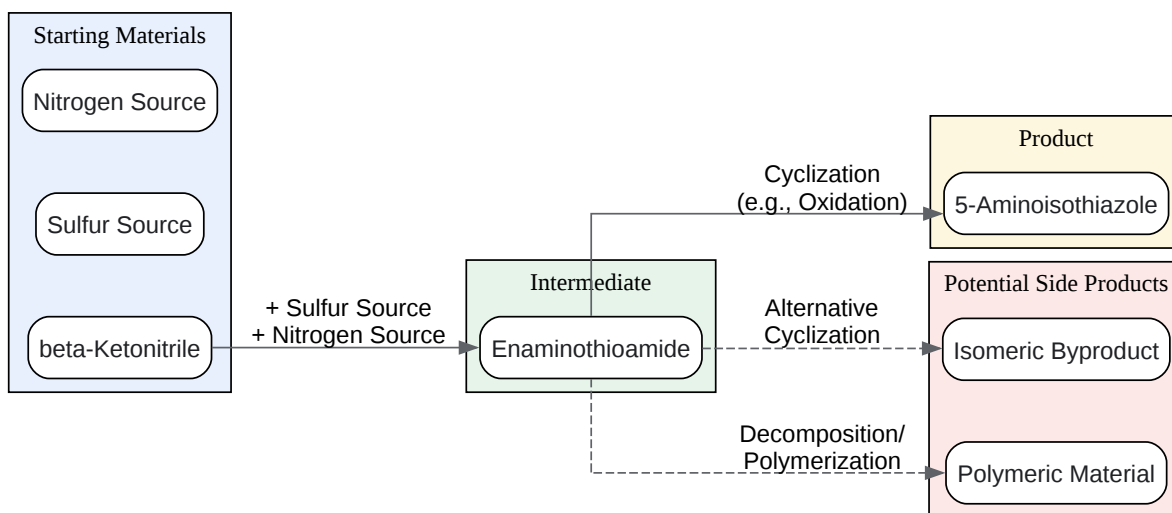 Starting Materials
Nitrogen Source
Sulfur Source
beta-Ketonitrile
+ Sulfur Source
+ Nitrogen Source
Intermediate
Enaminothioamide
Cyclization
(e.g., Oxidation)
Alternative
Cyclization
Decomposition/
Polymerization
Product
5-Aminoisothiazole
Potential Side Products
Isomeric Byproduct
Polymeric Material